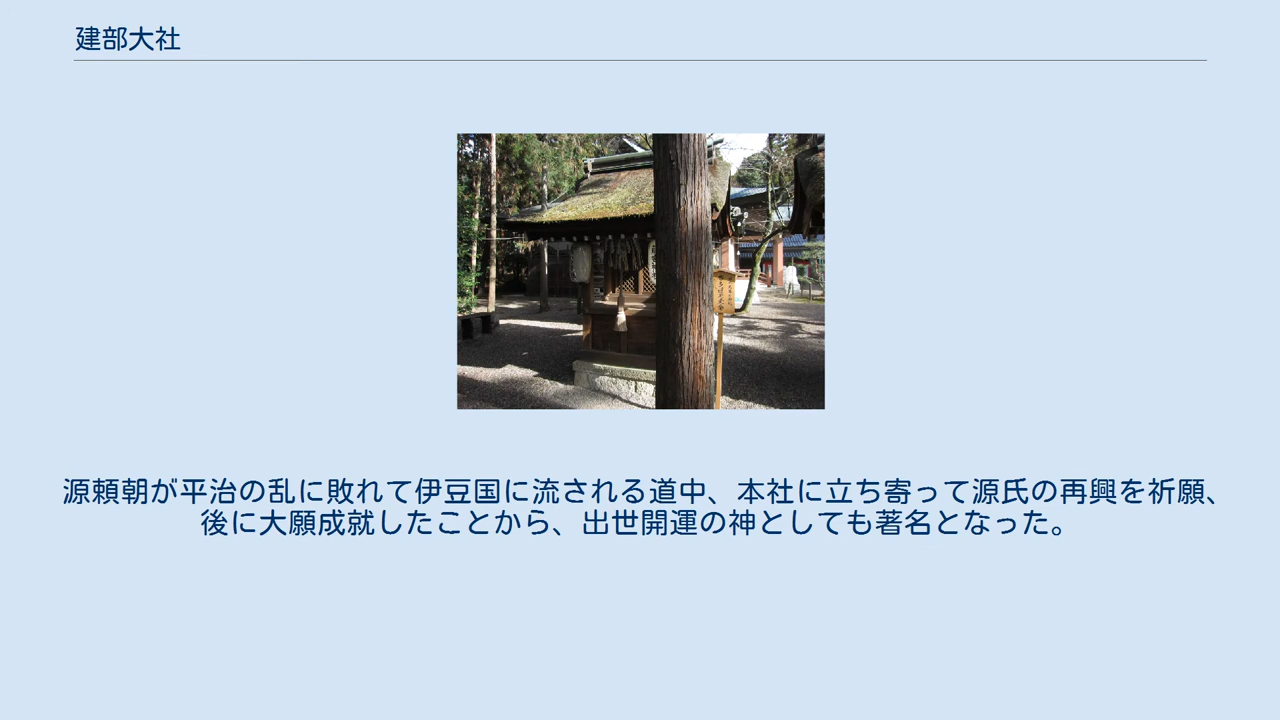 建部大社
源頼朝が平治の乱に敗れて伊豆国に流される道中、本社に立ち寄って源氏の再興を祈願、
後に大願成就したことから、出世開運の神としても著名となった。